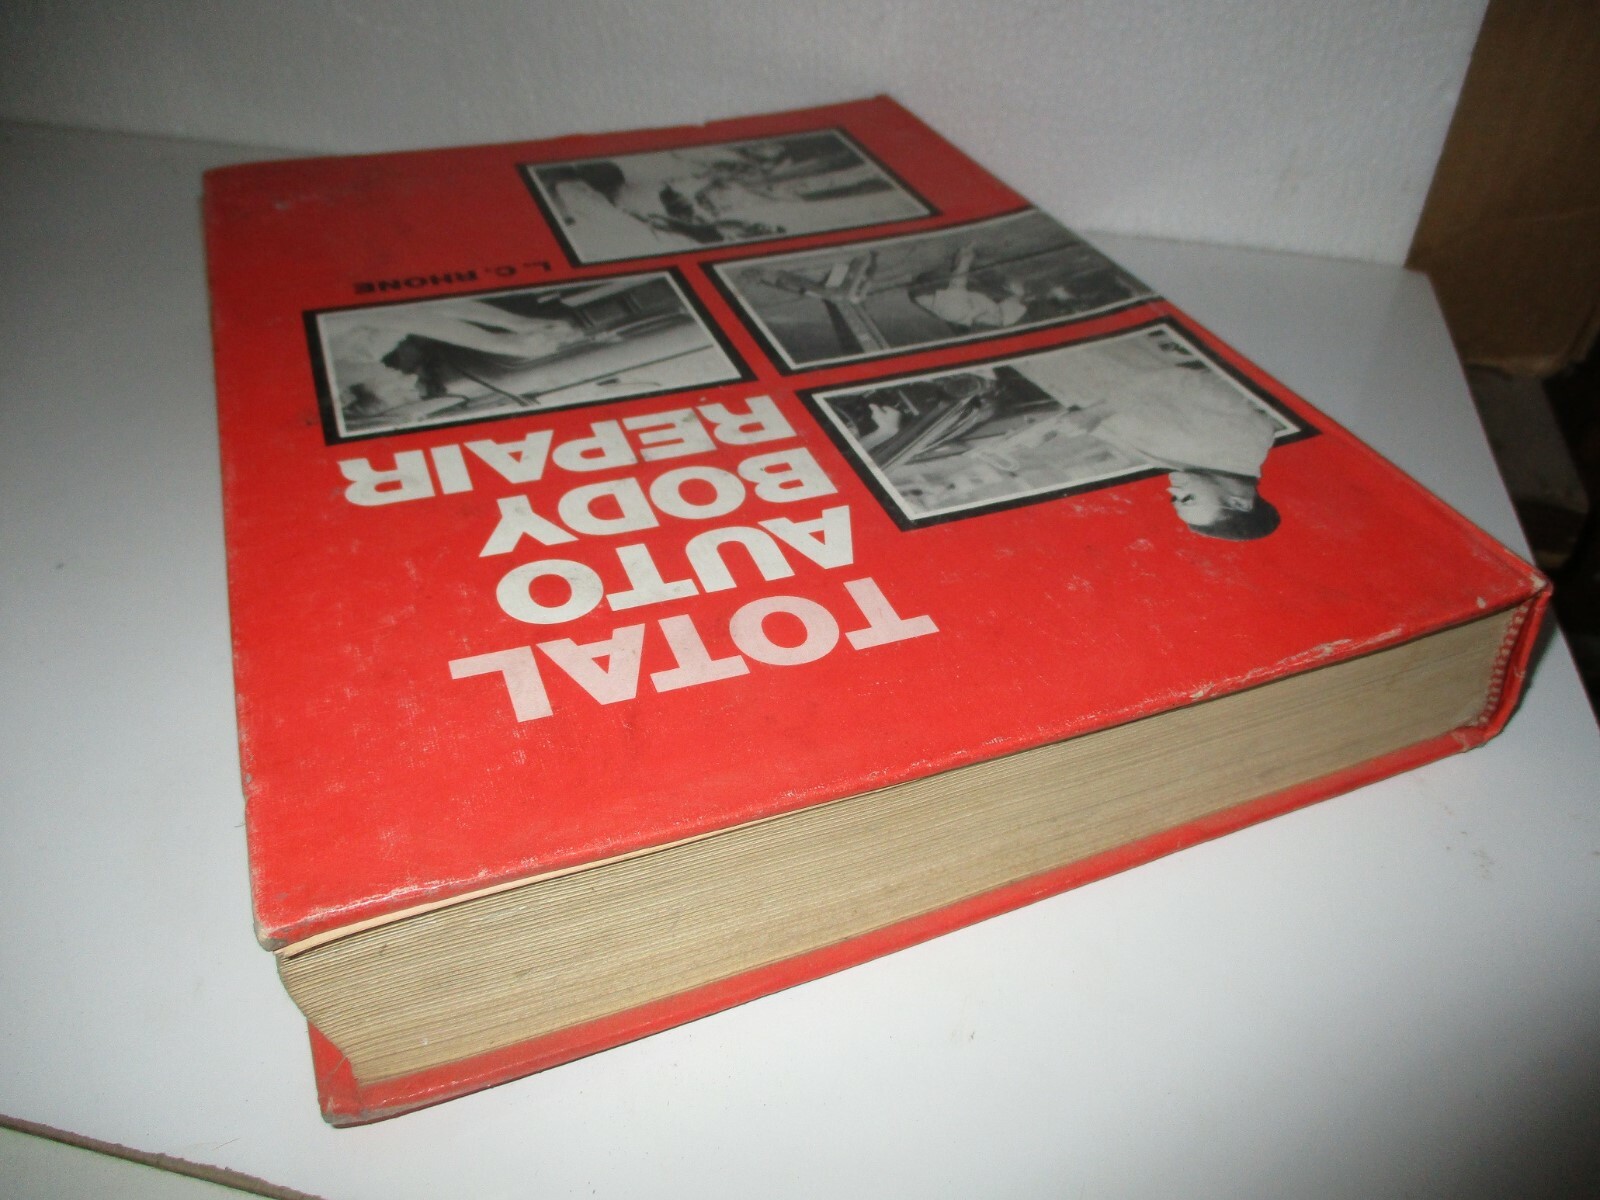 TOTAL
AUTO
BODY
REPAIR
L. C. RHONE